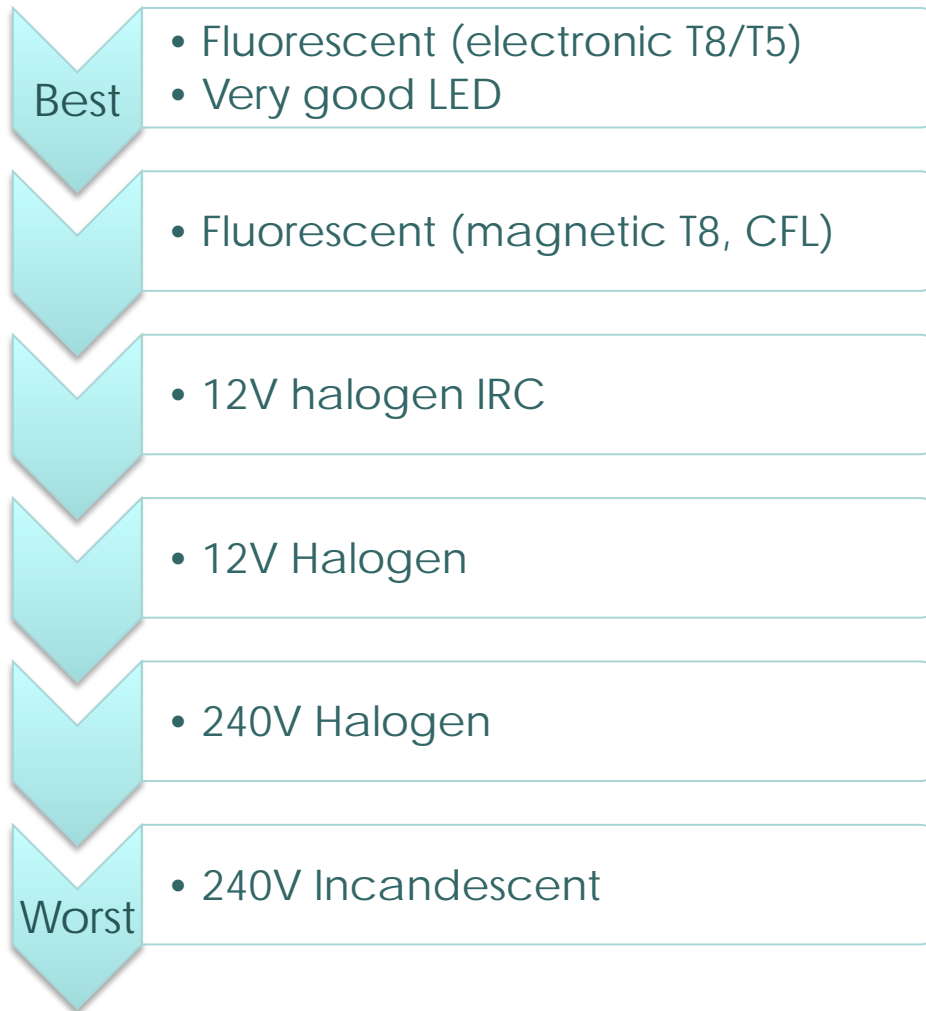 Best
• Fluorescent (electronic T8/T5)
• Very good LED
• Fluorescent (magnetic T8, CFL)
• 12V halogen IRC
• 12V Halogen
• 240V Halogen
Worst
• 240V Incandescent